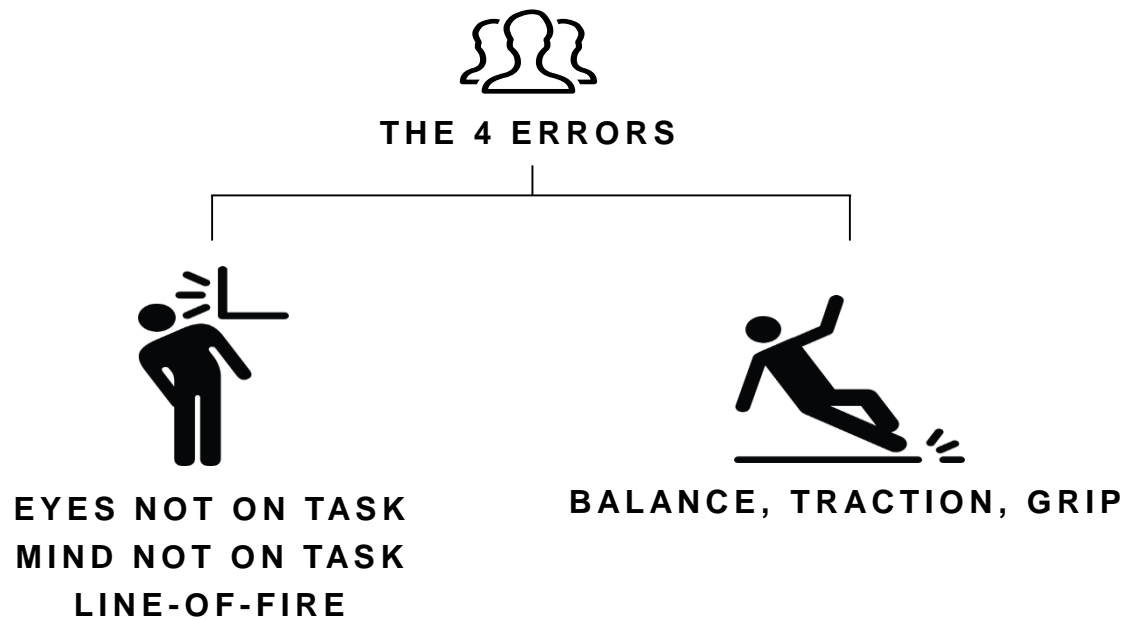 THE 4 ERRORS
EYES NOT ON TASK
MIND NOT ON TASK
LINE-OF-FIRE
BALANCE, TRACTION, GRIP